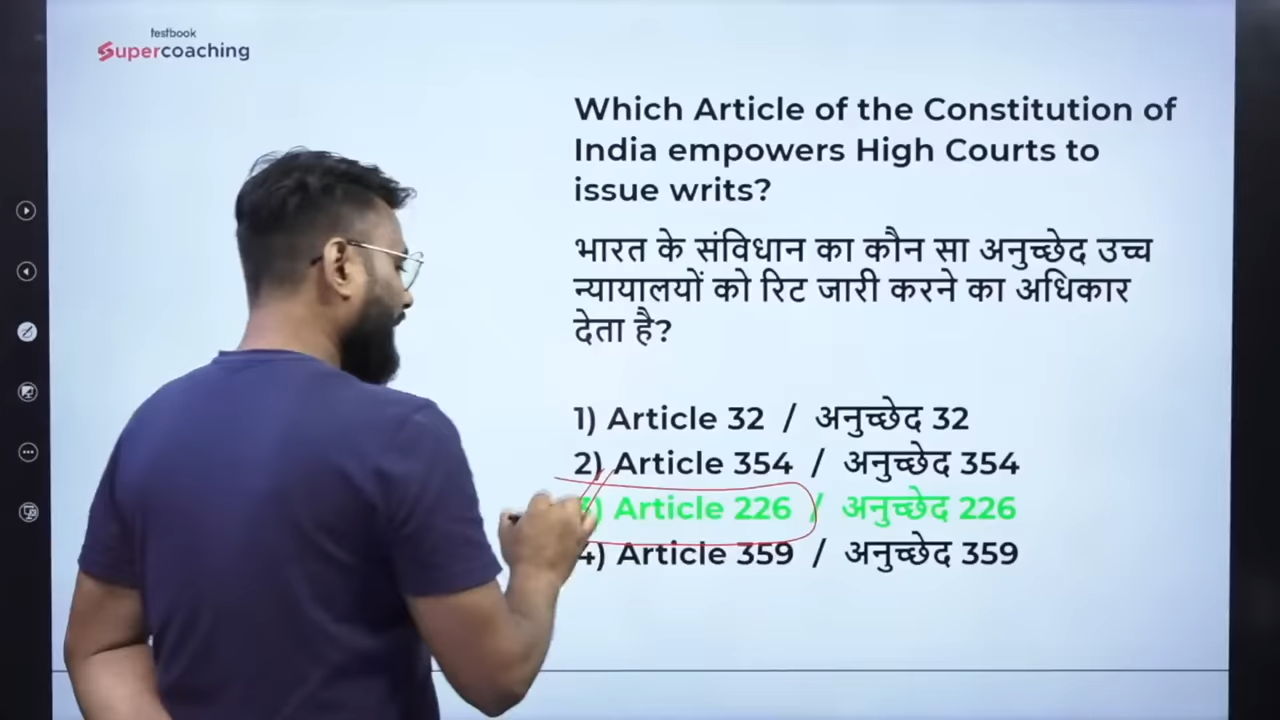 testbook
Supercoaching
Which Article of the Constitution of
India empowers High Courts to
issue writs?
भारत के संविधान का कौन सा अनुच्छेद उच्च
न्यायालयों को रिट जारी करने का अधिकार
देता है?
1) Article 32 / अनुच्छेद 32
2) Article 354 / अनुच्छेद 354
Article 226 / अनुच्छेद 226
4) Article 359 / अनुच्छेद 359